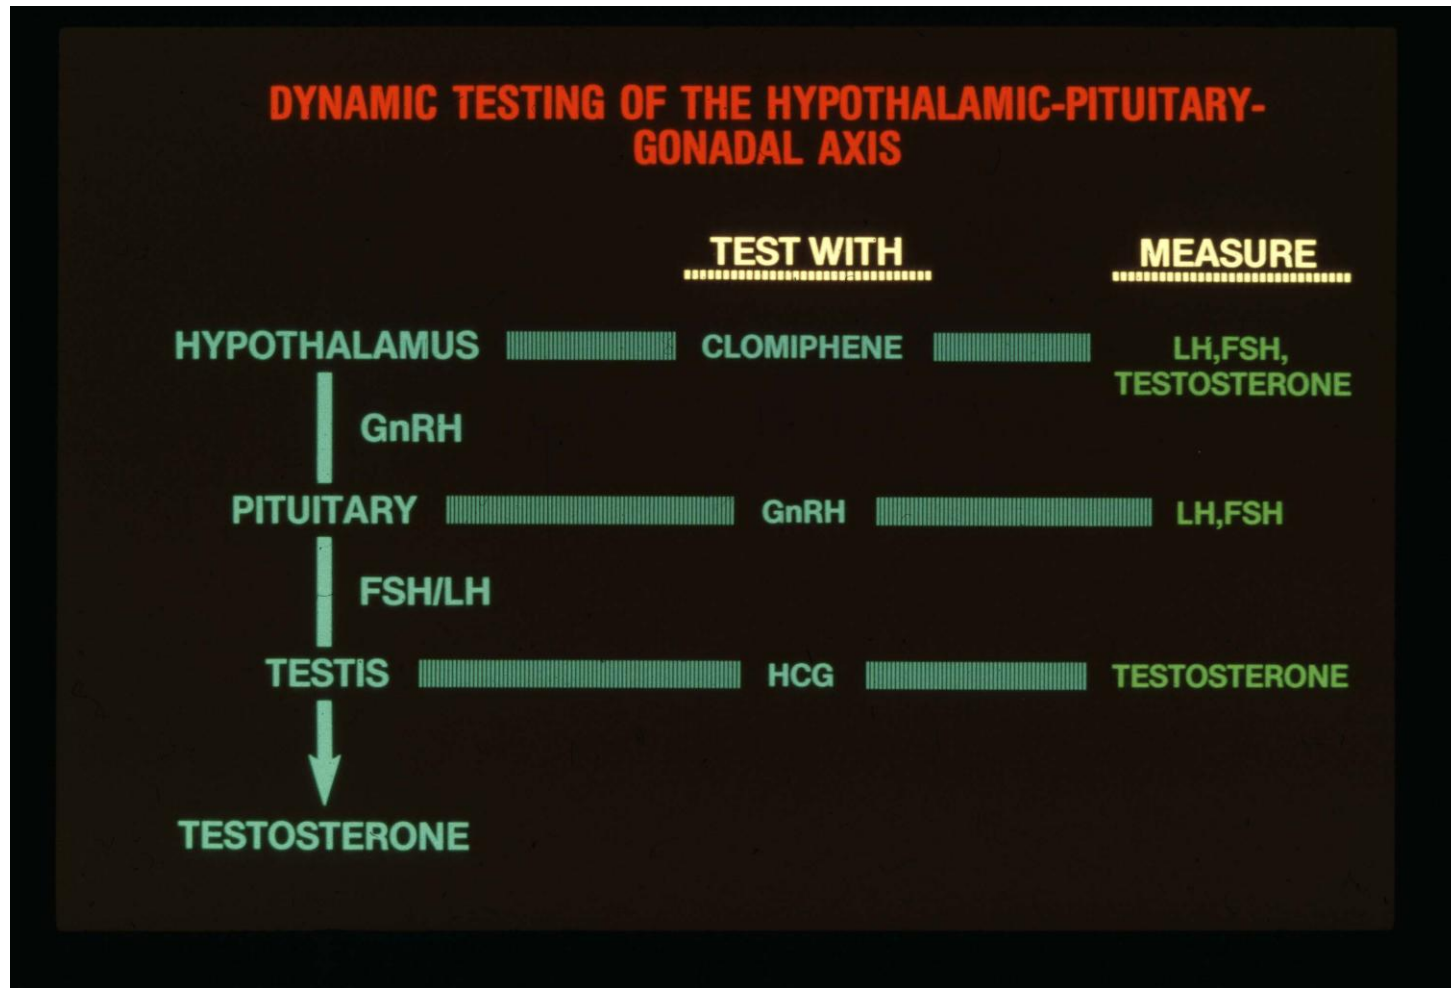 DYNAMIC TESTING OF THE HYPOTHALAMIC-PITUITARY-
GONADAL AXIS
TEST WITH MEASURE
HYPOTHALAMUS CLOMIPHENE LH,FSH,
TESTOSTERONE
GnRH
PITUITARY GnRH LH,FSH
FSH/LH
TESTIS HCG TESTOSTERONE
TESTOSTERONE